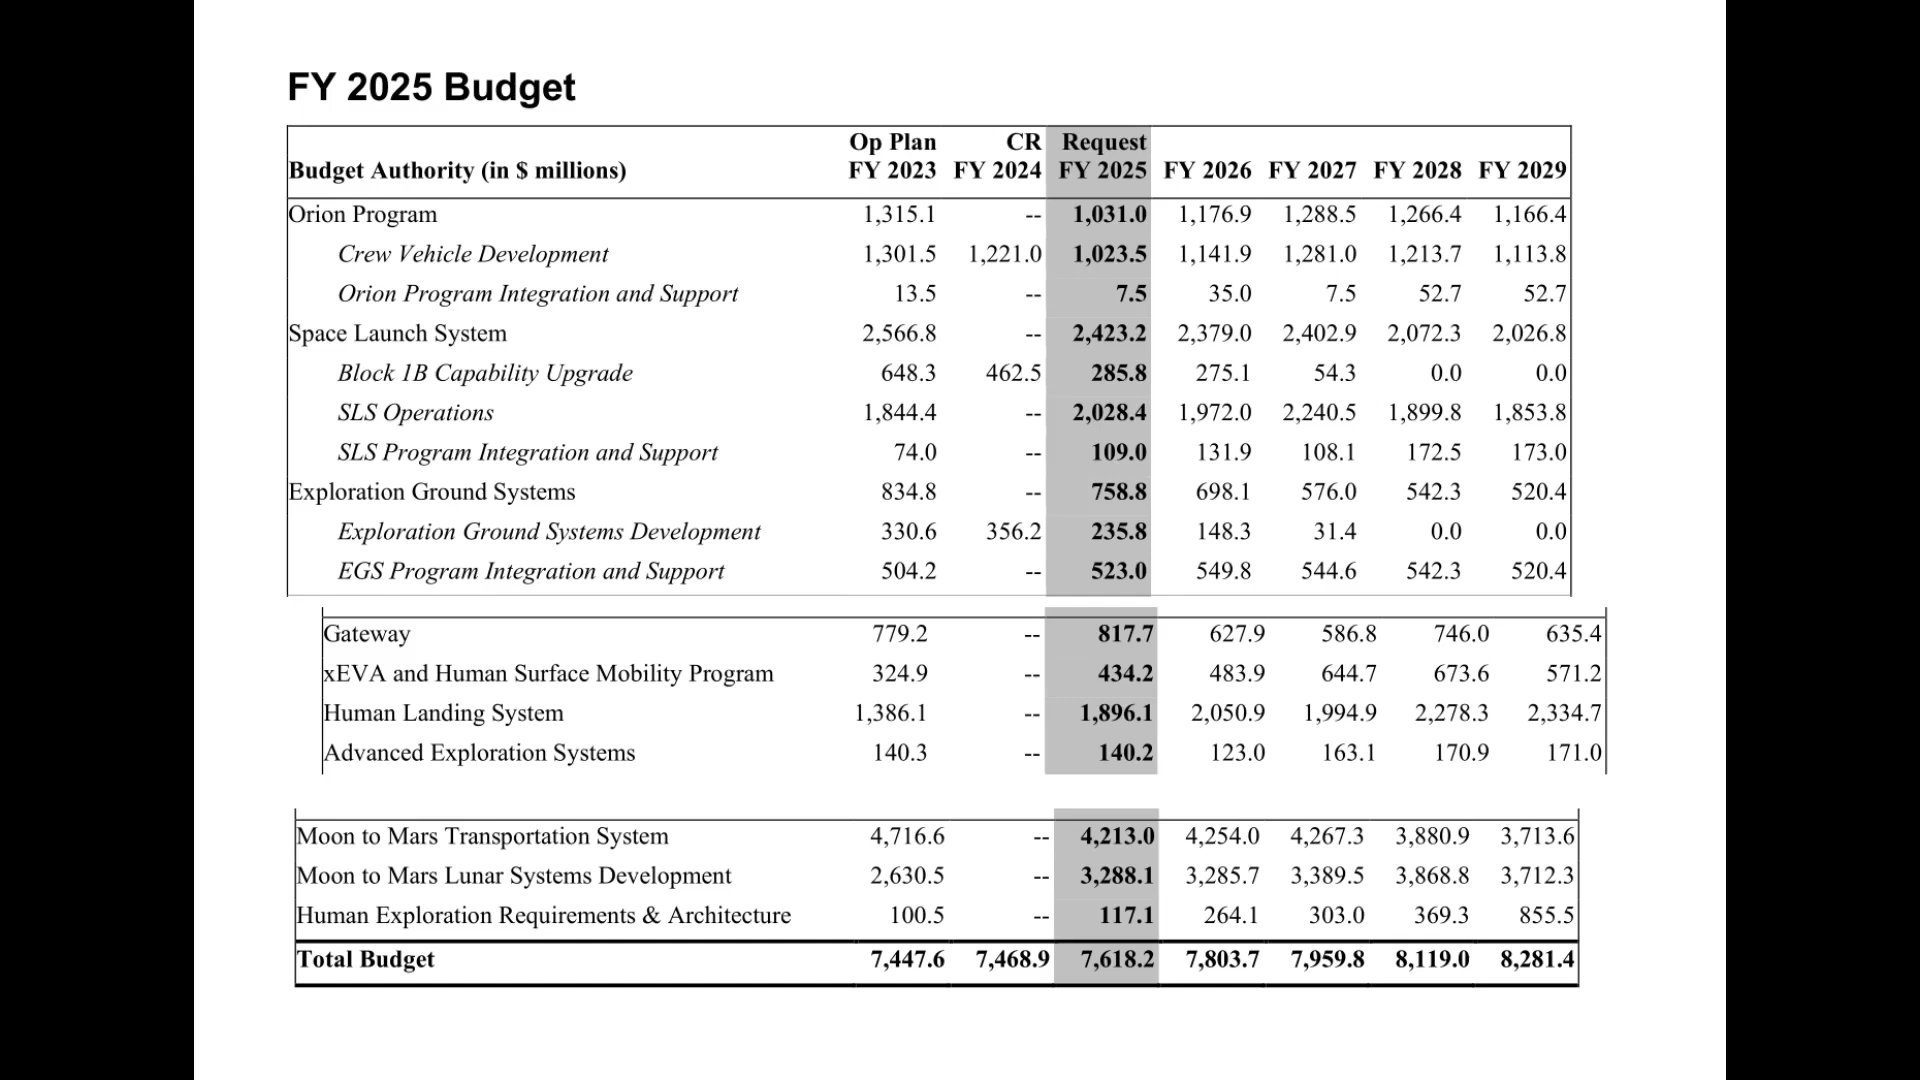 FY 2025 Budget
Op Plan CR Request
Budget Authority (in $ millions) FY 2023 FY 2024 FY 2025 FY 2026 FY 2027 FY 2028 FY 2029
Orion Program 1,315.1 -- 1,031.0 1,176.9 1,288.5 1,266.4 1,166.4
Crew Vehicle Development 1,301.5 1,221.0 1,023.5 1,141.9 1,281.0 1,213.7 1,113.8
Orion Program Integration and Support 13.5 -- 7.5 35.0 7.5 52.7 52.7
Space Launch System 2,566.8 -- 2,423.2 2,379.0 2,402.9 2,072.3 2,026.8
Block 1B Capability Upgrade 648.3 462.5 285.8 275.1 54.3 0.0 0.0
SLS Operations 1,844.4 -- 2,028.4 1,972.0 2,240.5 1,899.8 1,853.8
SLS Program Integration and Support 74.0 -- 109.0 131.9 108.1 172.5 173.0
Exploration Ground Systems 834.8 -- 758.8 698.1 576.0 542.3 520.4
Exploration Ground Systems Development 330.6 356.2 235.8 148.3 31.4 0.0 0.0
EGS Program Integration and Support 504.2 -- 523.0 549.8 544.6 542.3 520.4
Gateway 779.2 -- 817.7 627.9 586.8 746.0 635.4
xEVA and Human Surface Mobility Program 324.9 -- 434.2 483.9 644.7 673.6 571.2
Human Landing System 1,386.1 -- 1,896.1 2,050.9 1,994.9 2,278.3 2,334.7
Advanced Exploration Systems 140.3 -- 140.2 123.0 163.1 170.9 171.0
Moon to Mars Transportation System 4,716.6 -- 4,213.0 4,254.0 4,267.3 3,880.9 3,713.6
Moon to Mars Lunar Systems Development 2,630.5 -- 3,288.1 3,285.7 3,389.5 3,868.8 3,712.3
Human Exploration Requirements & Architecture 100.5 -- 117.1 264.1 303.0 369.3 855.5
Total Budget 7,447.6 7,468.9 7,618.2 7,803.7 7,959.8 8,119.0 8,281.4